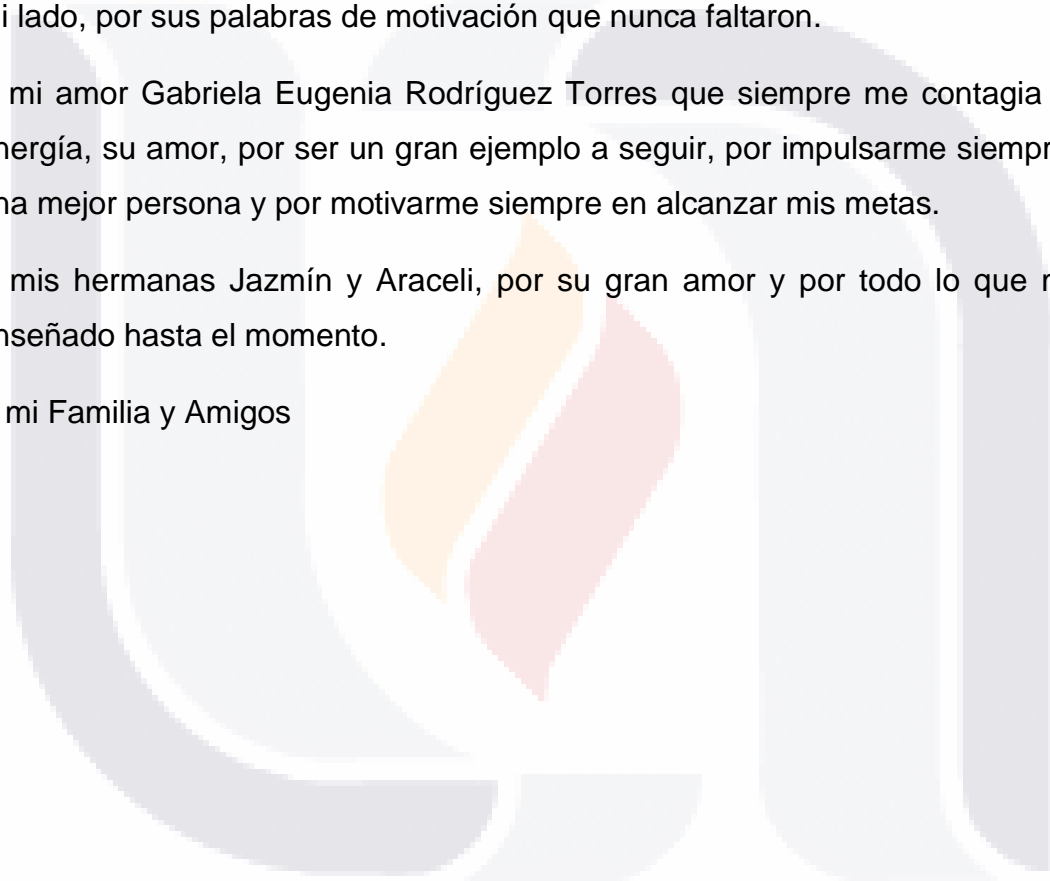 i lado, por sus palabras de motivación que nunca faltaron.
mi amor Gabriela Eugenia Rodríguez Torres que siempre me contagia
nergía, su amor, por ser un gran ejemplo a seguir, por impulsarme siempr
na mejor persona y por motivarme siempre en alcanzar mis metas.
mis hermanas Jazmín y Araceli, por su gran amor y por todo lo que
nseñado hasta el momento.
mi Familia y Amigos